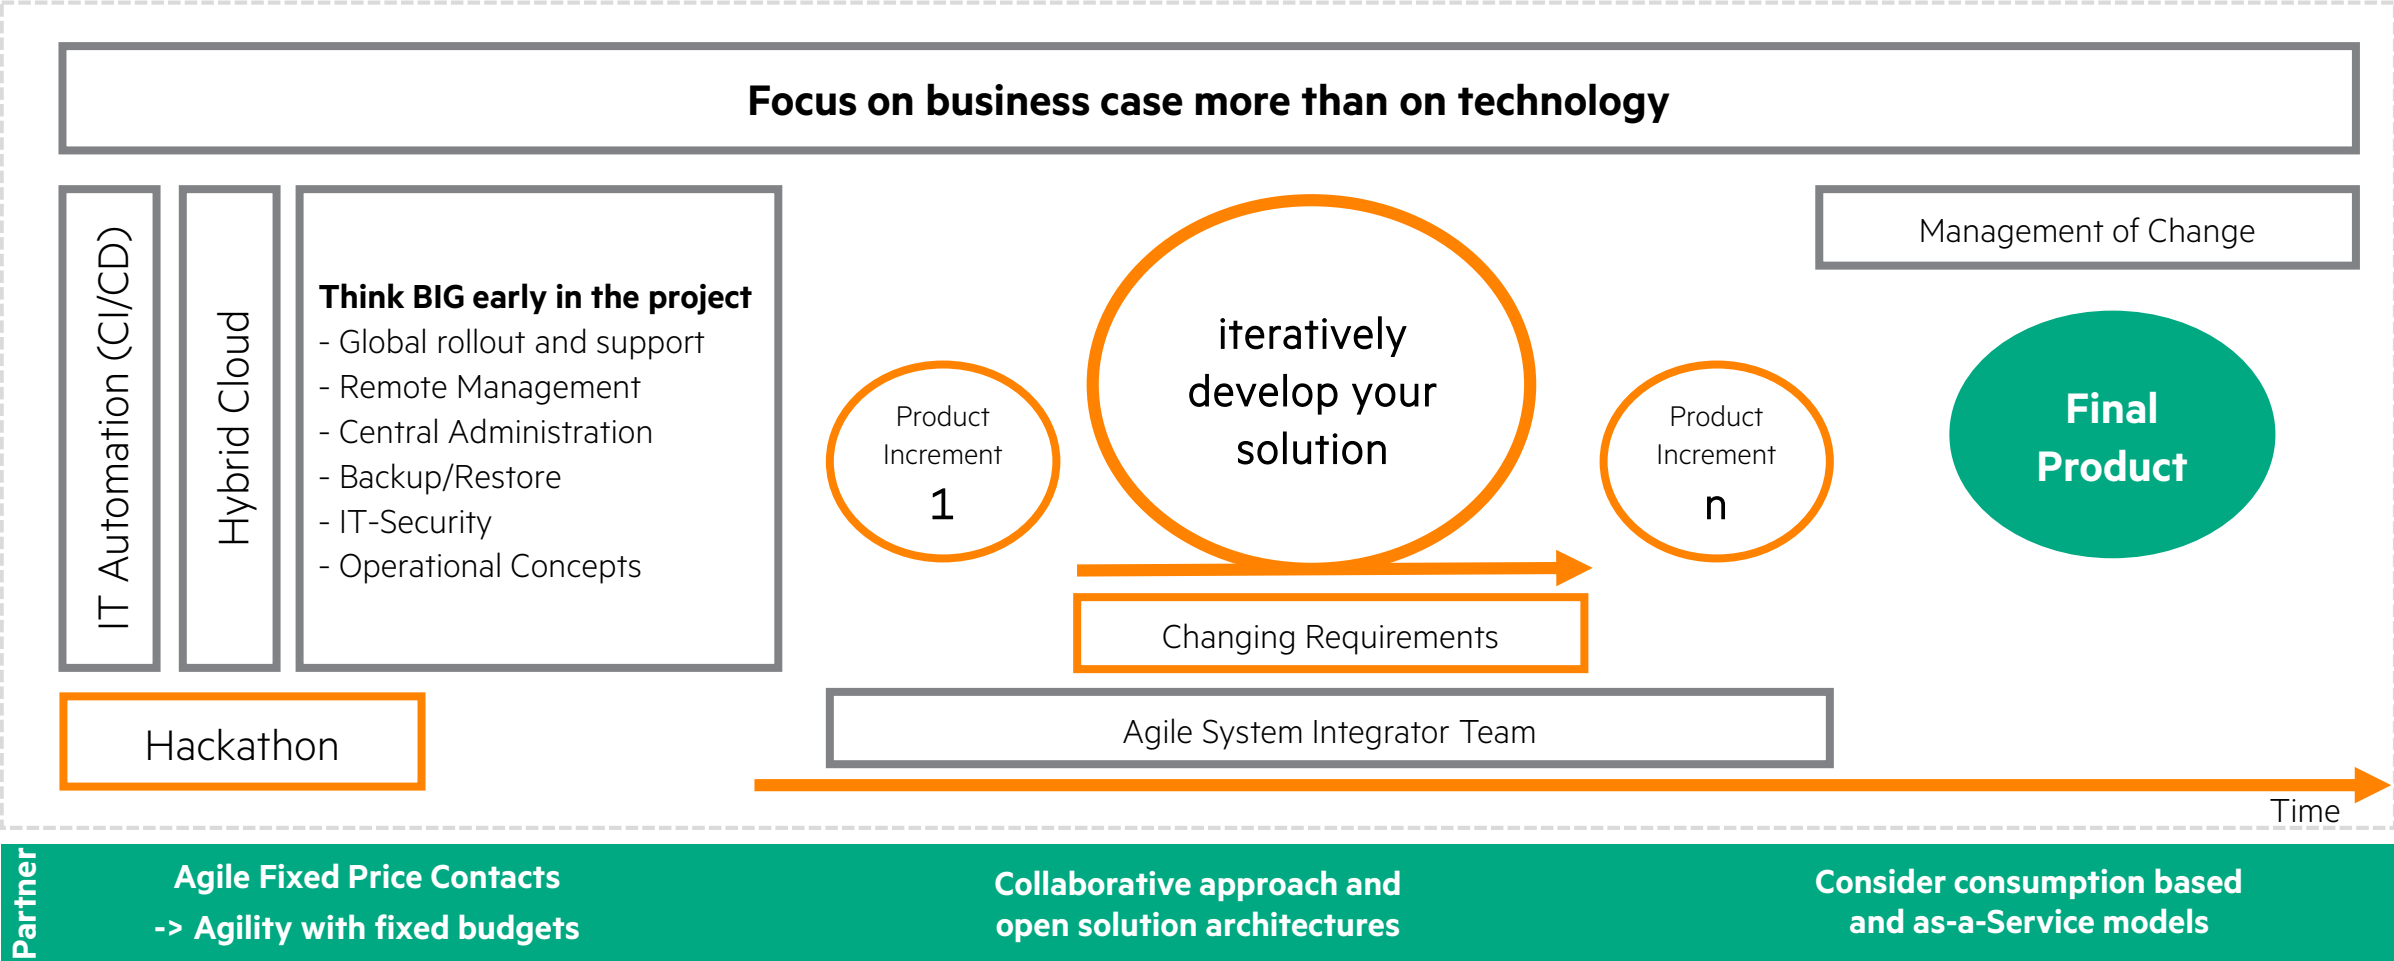 Focus on business case more than on technology
IT Automation (CI/CD)
Hybrid Cloud
Think BIG early in the project
- Global rollout and support
- Remote Management
- Central Administration
- Backup/Restore
- IT-Security
- Operational Concepts
Hackathon
Product
Increment
1
iteratively
develop your
solution
Changing Requirements
Product
Increment
n
Agile System Integrator Team
Management of Change
Final
Product
Time
Partner
Agile Fixed Price Contacts
-> Agility with fixed budgets
Collaborative approach and
open solution architectures
Consider consumption based
and as-a-Service models